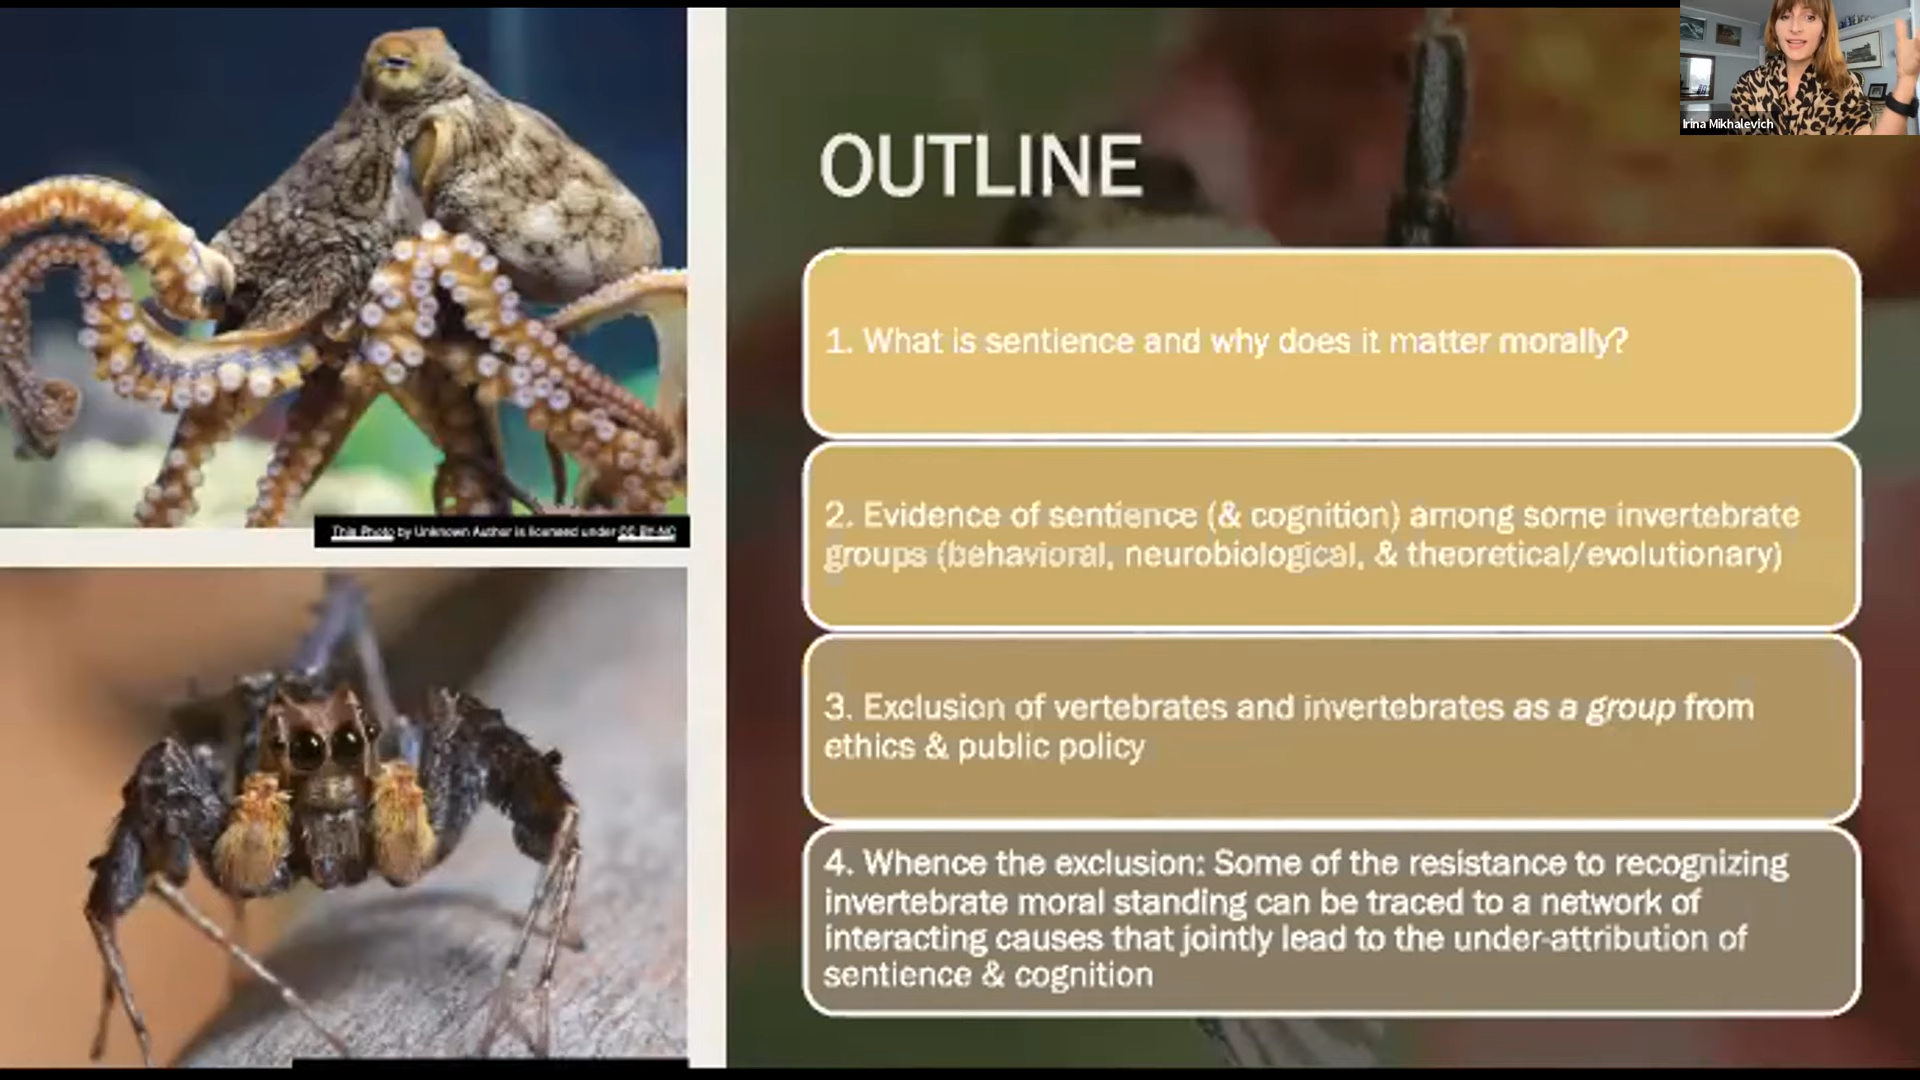 Irina Mikhalevich
OUTLINE
1. What is sentience and why does it matter morally?
2. Evidence of sentience (& cognition) among some invertebrate
groups (behavioral, neurobiological, & theoretical/evolutionary)
This Photo by Unknown Author is licensed under CC BY-NC
3. Exclusion of vertebrates and invertebrates as a group from
ethics & public policy
4. Whence the exclusion: Some of the resistance to recognizing
invertebrate moral standing can be traced to a network of
interacting causes that jointly lead to the under-attribution of
sentience & cognition